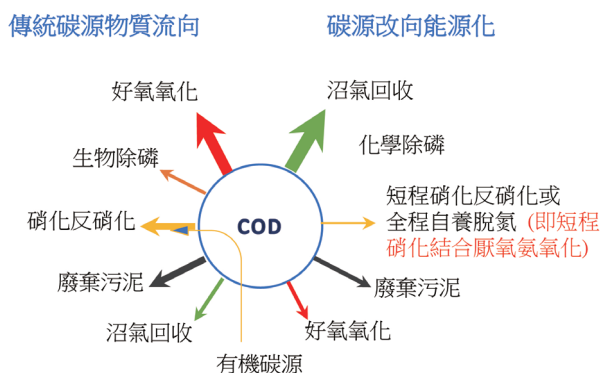 傳統碳源物質流向
碳源改向能源化
好氧氧化
生物除磷
硝化反硝化
廢棄污泥
沼氣回收
有機碳源
COD
沼氣回收
化學除磷
短程硝化反硝化或
全程自養脫氮 (即短程
硝化結合厭氧氨氧化)
廢棄污泥
好氧氧化